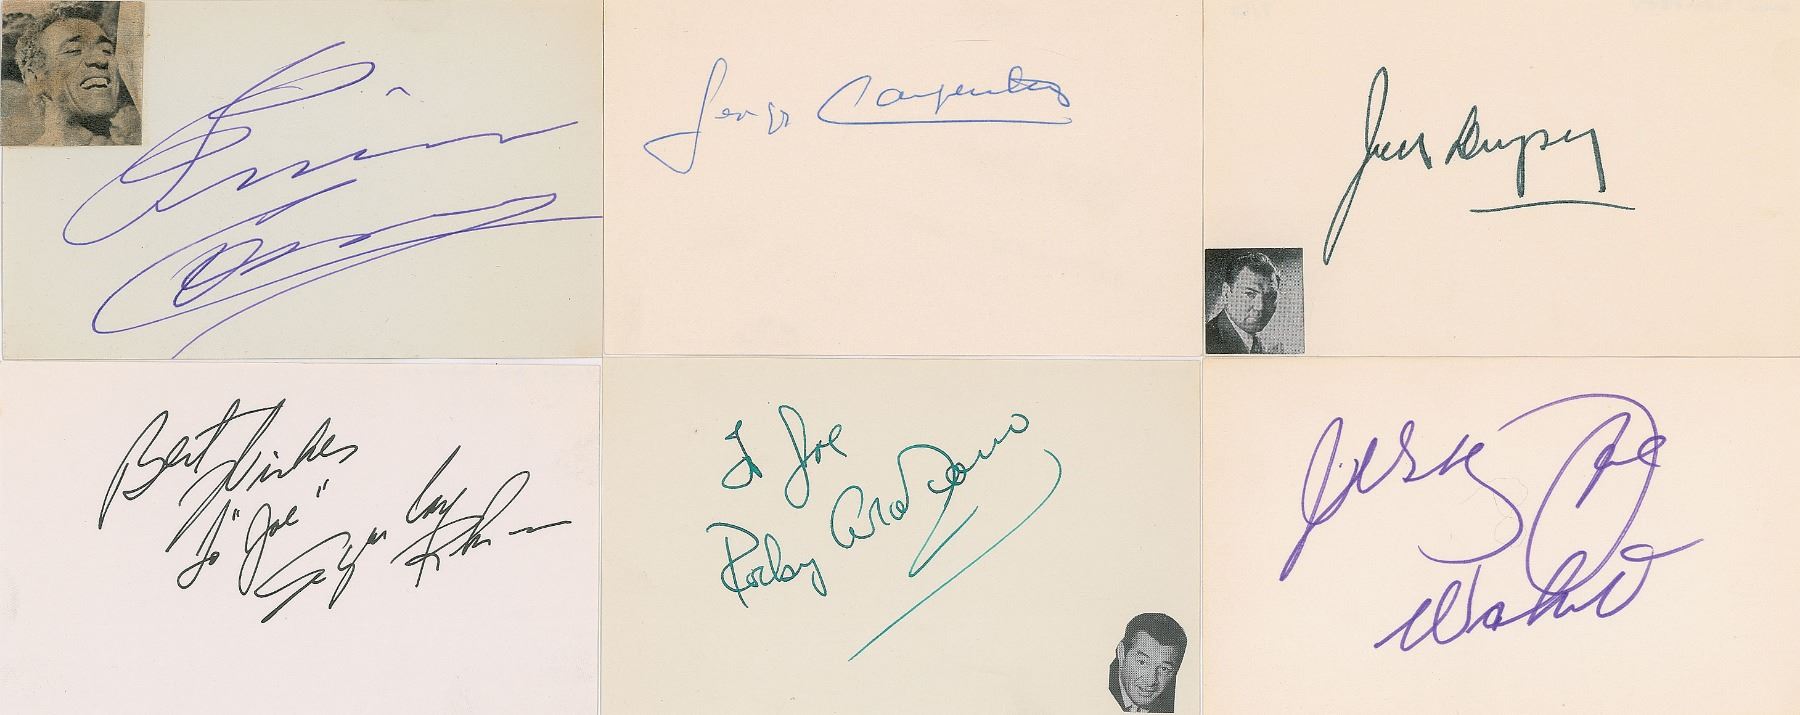 Georges Carpentier
Jack Dempsey
Best Wishes
To "Joe"
Sugar Ray
Robinson
To Joe
Rocky Graziano
Jersey Joe
Walcott